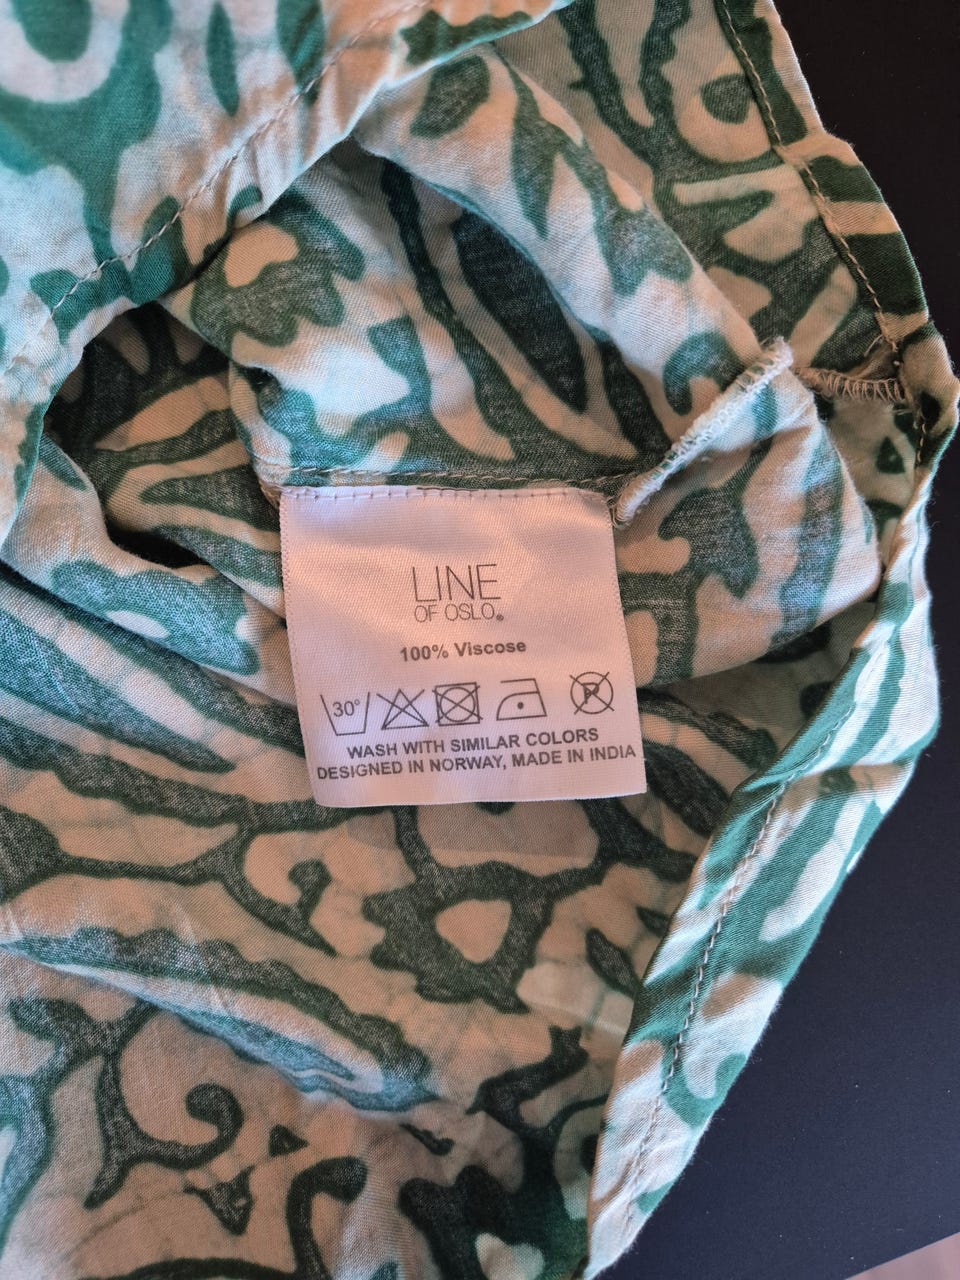 LINE
OF OSLO®
100% Viscose
30°
P
WASH WITH SIMILAR COLORS
DESIGNED IN NORWAY, MADE IN INDIA